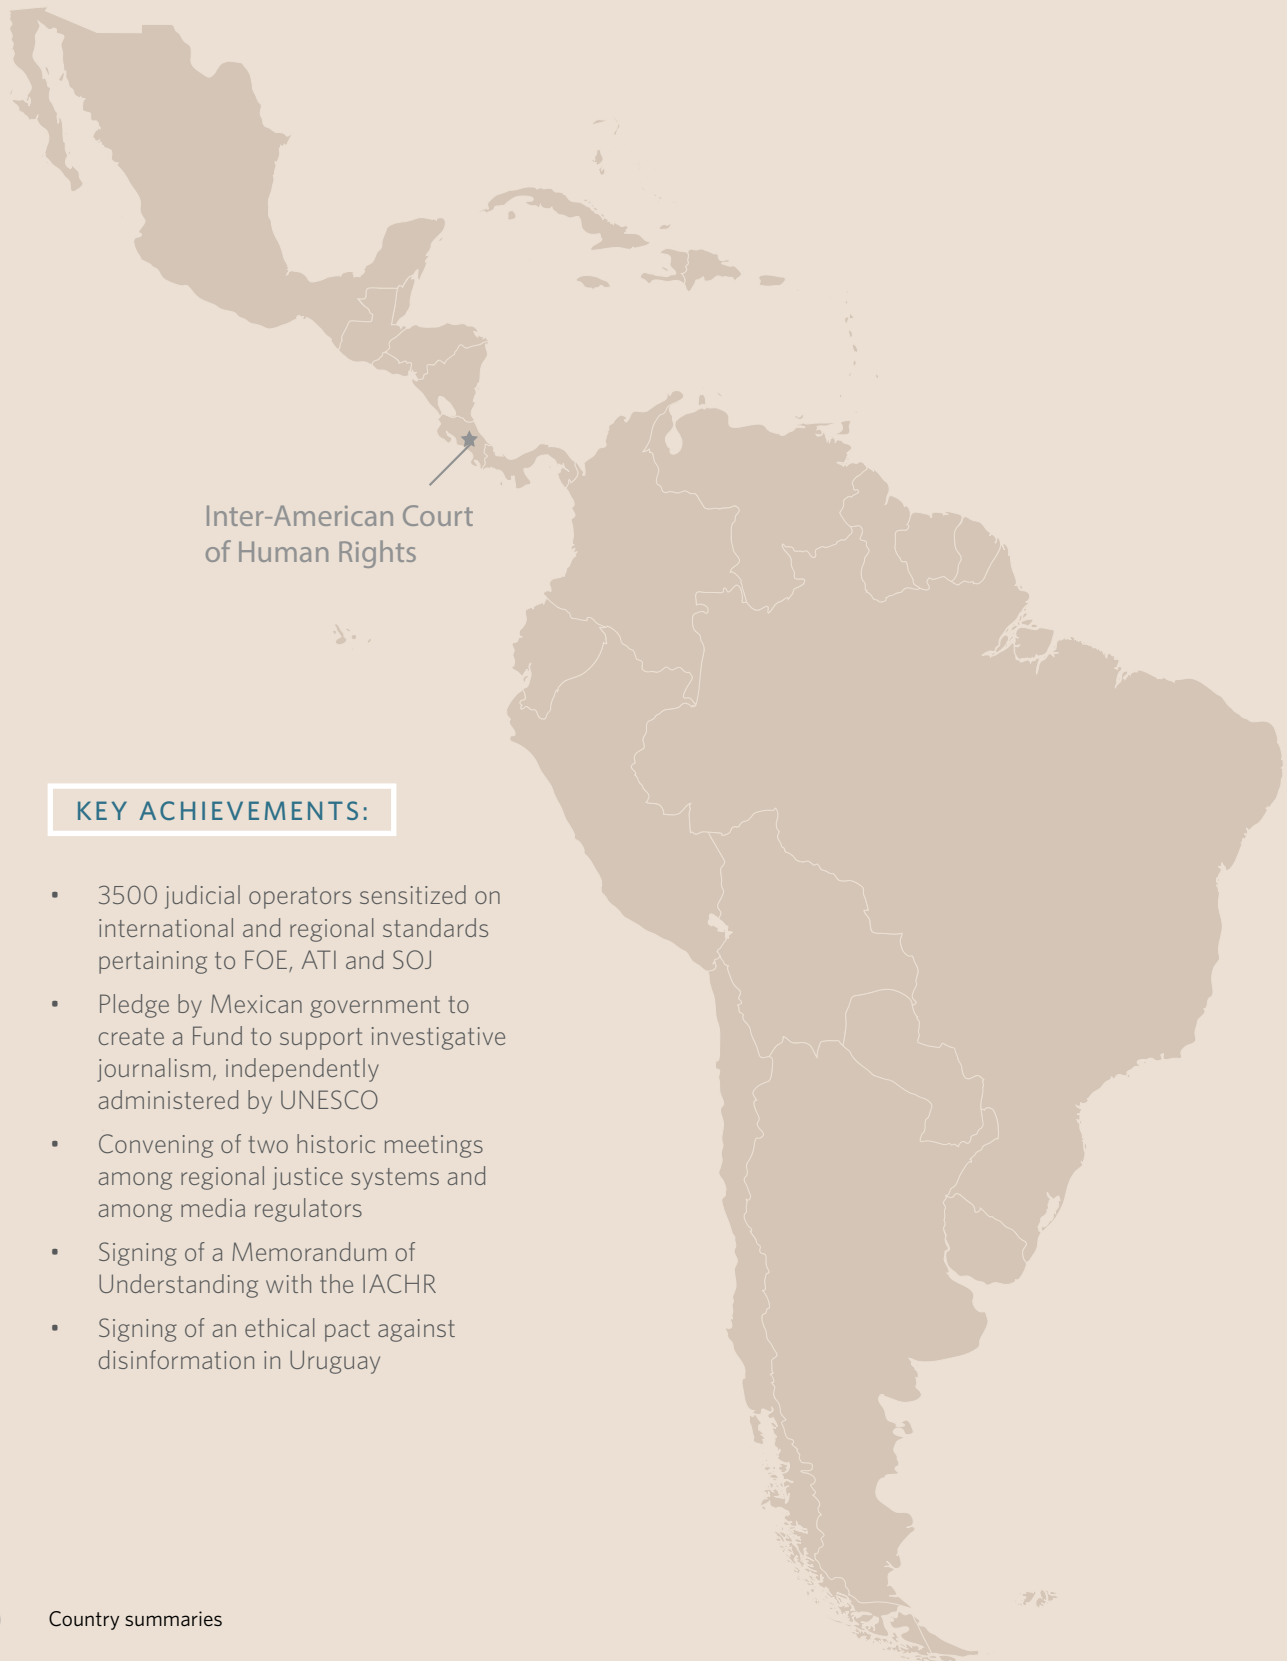 Inter-American Court
of Human Rights
KEY ACHIEVEMENTS:
• 3500 judicial operators sensitized on
international and regional standards
pertaining to FOE, ATI and SOJ
• Pledge by Mexican government to
create a Fund to support investigative
journalism, independently
administered by UNESCO
• Convening of two historic meetings
among regional justice systems and
among media regulators
• Signing of a Memorandum of
Understanding with the IACHR
• Signing of an ethical pact against
disinformation in Uruguay
Country summaries